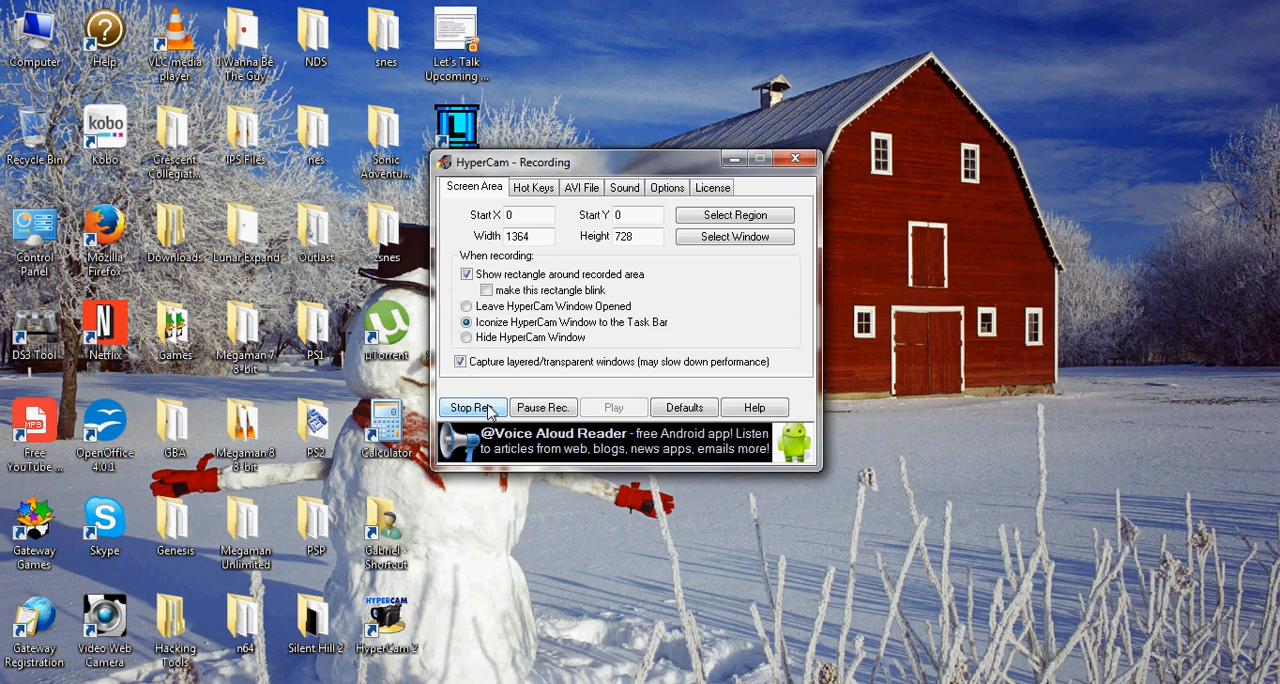 Computer
Help
VLC media
player
I Wanna Be
The Guy
NDS
snes
Let's Talk
Upcoming ...
Recycle Bin
kobo
Kobo
Crescent
Collegiat...
IPS Files
nes
Sonic
Adventu...
L
Control
Panel
Mozilla
Firefox
Downloads
Lunar Expand
Outlast
zsnes
DS3 Tool
N
Netflix
Games
Megaman 7
8-bit
PS1
µTorrent
MP3
Free
YouTube ...
OpenOffice
4.0.1
GBA
Megaman 8
8-bit
PS2
Calculator
Gateway
Games
S
Skype
Genesis
Megaman
Unlimited
PSP
Gabriel -
Shortcut
Gateway
Registration
Video Web
Camera
Hacking
Tools
n64
Silent Hill 2
HYPERCAM
HyperCam 2
HyperCam - Recording
Screen Area
Hot Keys
AVI File
Sound
Options
License
Start X 0
Start Y 0
Select Region
Width 1364
Height 728
Select Window
When recording:
Show rectangle around recorded area
make this rectangle blink
Leave HyperCam Window Opened
Iconize HyperCam Window to the Task Bar
Hide HyperCam Window
Capture layered/transparent windows (may slow down performance)
Stop Rec.
Pause Rec.
Play
Defaults
Help
@Voice Aloud Reader - free Android app! Listen
to articles from web, blogs, news apps, emails more!